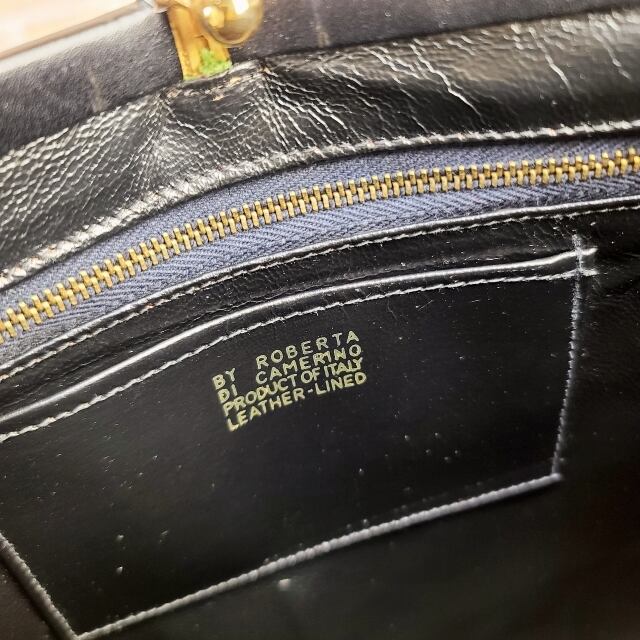 BY ROBERTA
DI CAMERINO
PRODUCT OF ITALY
LEATHER-LINED